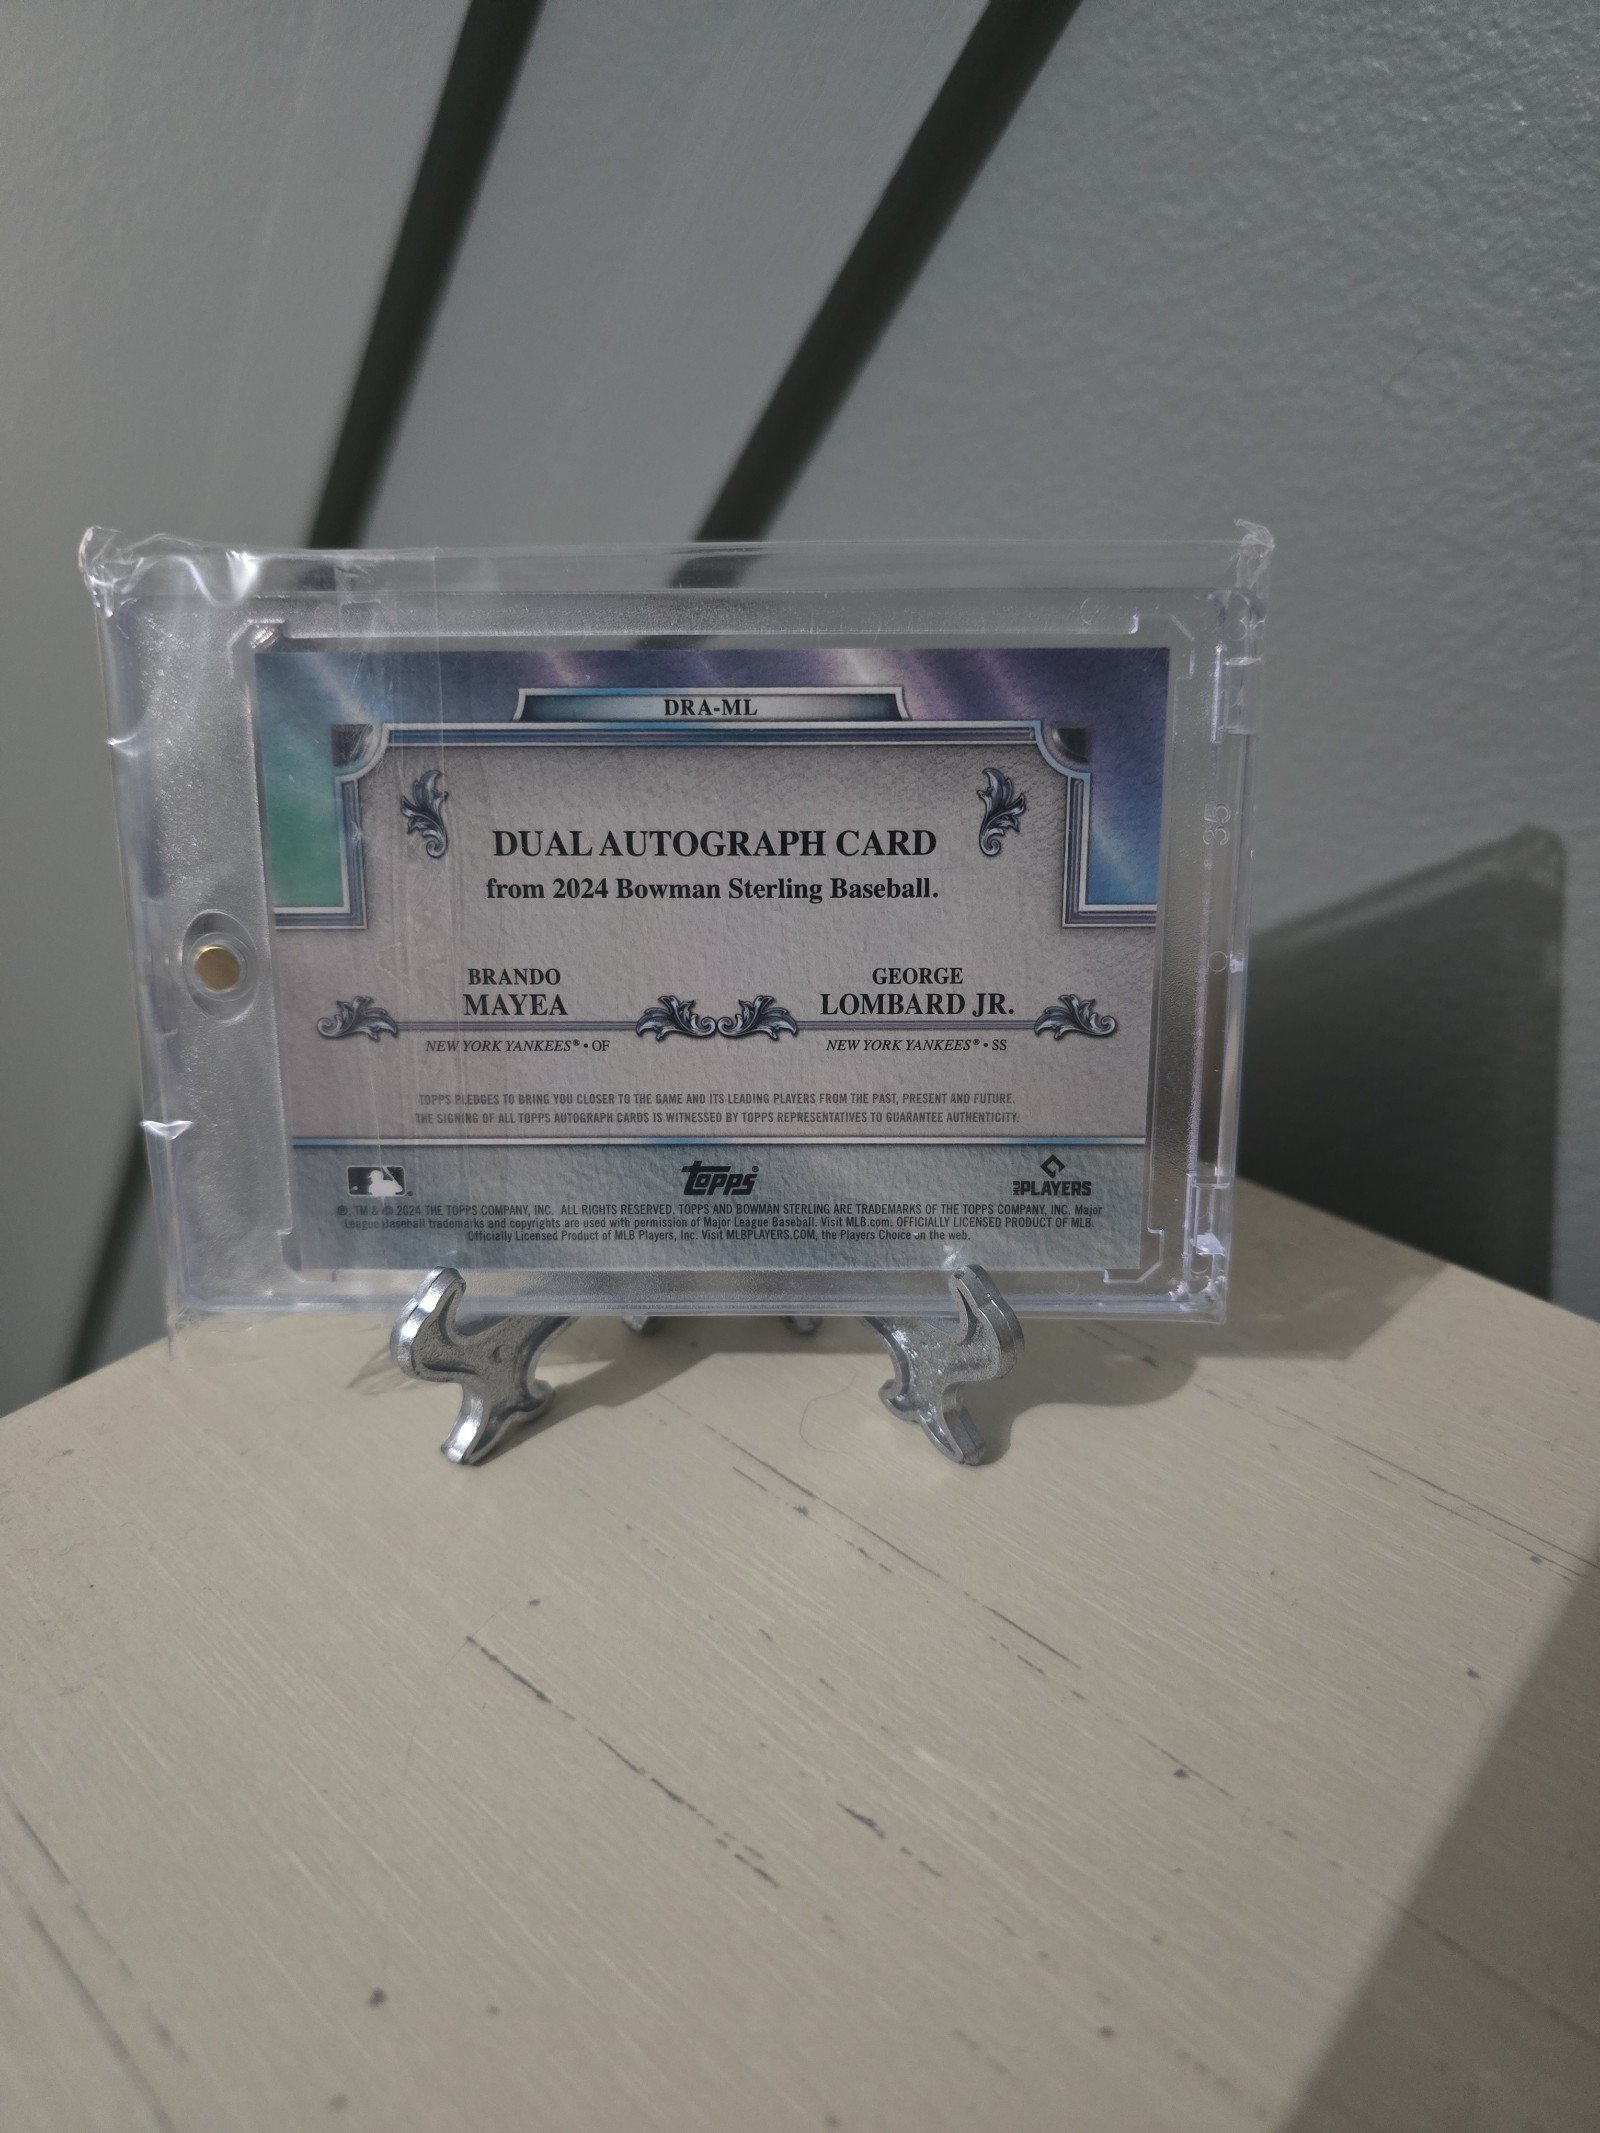 DRA-ML
DUAL AUTOGRAPH CARD
from 2024 Bowman Sterling Baseball.
BRANDO
MAYEA
NEW YORK YANKEES® • OF
GEORGE
LOMBARD JR.
NEW YORK YANKEES® • SS
TOPPS PLEDGES TO BRING YOU CLOSER TO THE GAME AND ITS LEADING PLAYERS FROM THE PAST, PRESENT AND FUTURE.
THE SIGNING OF ALL TOPPS AUTOGRAPH CARDS IS WITNESSED BY TOPPS REPRESENTATIVES TO GUARANTEE AUTHENTICITY.
topps®
MLB PLAYERS
®, TM & © 2024 THE TOPPS COMPANY, INC. ALL RIGHTS RESERVED. TOPPS AND BOWMAN STERLING ARE TRADEMARKS OF THE TOPPS COMPANY, INC. Major
League Baseball trademarks and copyrights are used with permission of Major League Baseball. Visit MLB.com. OFFICIALLY LICENSED PRODUCT OF MLB.
Officially Licensed Product of MLB Players, Inc. Visit MLBPLAYERS.COM, the Players Choice on the web.
35